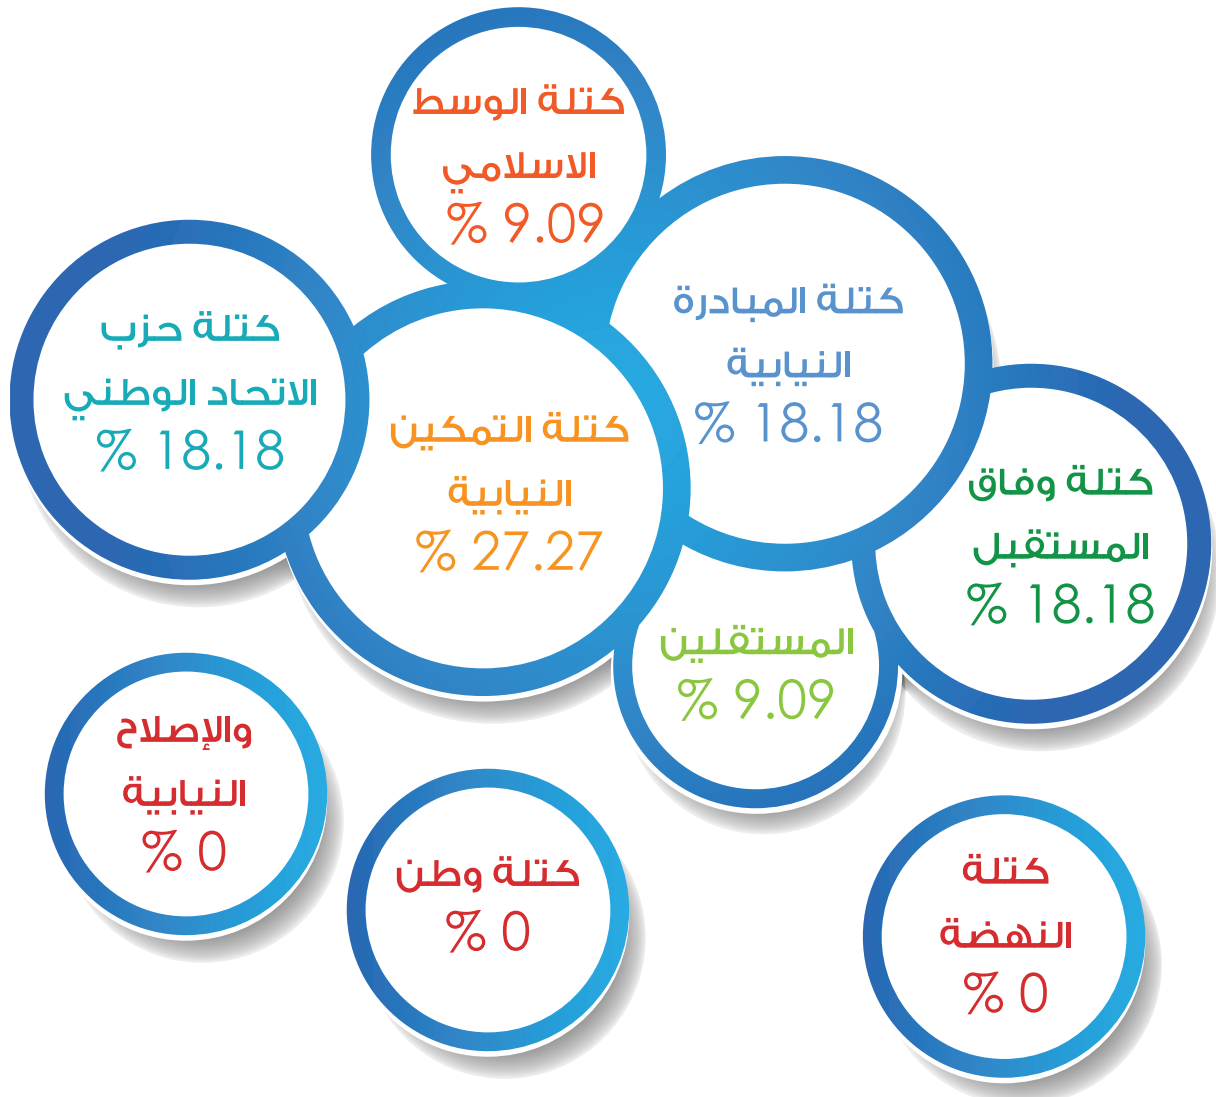 كتلة الوسط
الاسلامي
% 9.09
كتلة المبادرة
النيابية
% 18.18
كتلة حزب
الاتحاد الوطني
% 18.18
كتلة التمكين
النيابية
% 27.27
كتلة وفاق
المستقبل
% 18.18
المستقلين
% 9.09
والإصلاح
النيابية
% 0
كتلة وطن
% 0
كتلة
النهضة
% 0